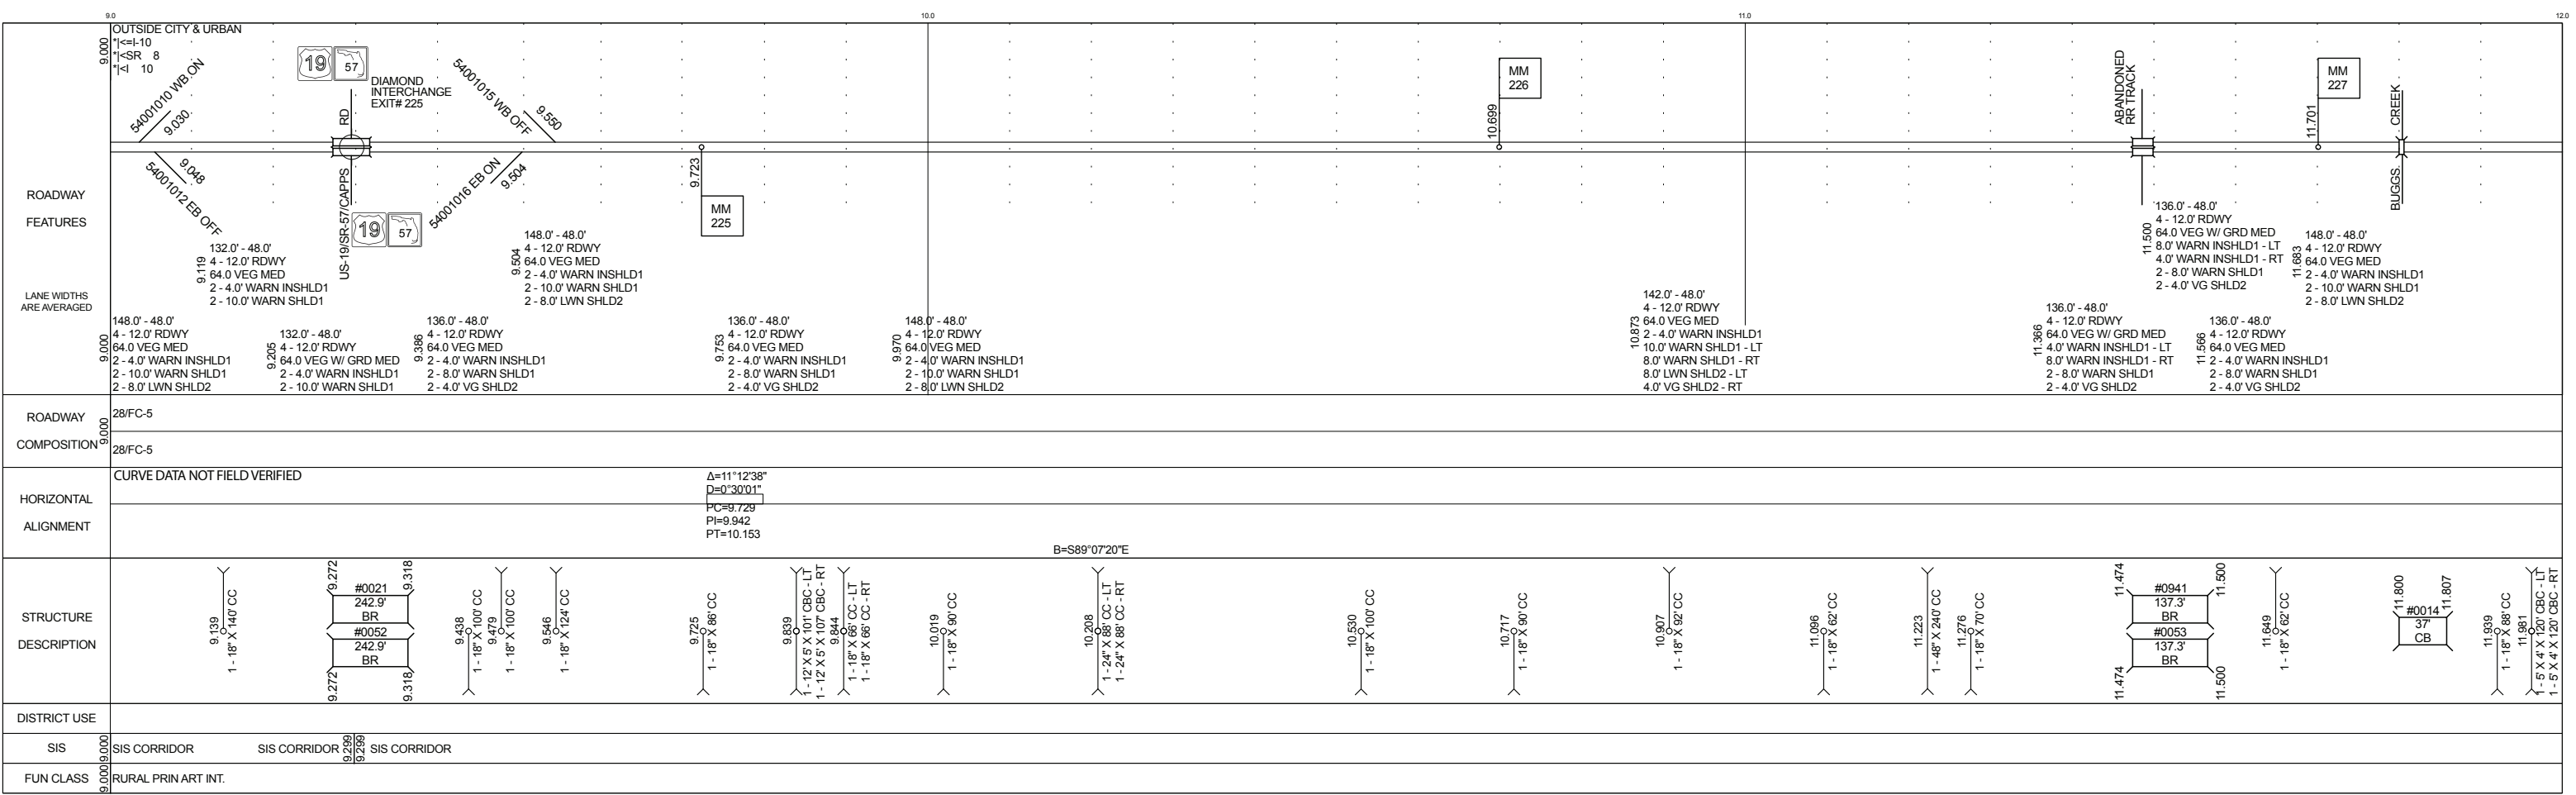 9.0
10.0
11.0
12.0
ROADWAY
FEATURES
LANE WIDTHS
ARE AVERAGED
9.000
OUTSIDE CITY & URBAN
*|<=I-10
*|<SR 8
*|<I 10
54001010 WB ON
9.030
54001012 EB OFF
9.048
19
57
RD
DIAMOND
INTERCHANGE
EXIT# 225
US-19/SR-57/CAPPS
19
57
54001015 WB OFF
9.550
54001016 EB ON
9.504
9.723
MM
225
MM
226
10.699
ABANDONED
RR TRACK
MM
227
11.701
BUGGS CREEK
9.119
132.0' - 48.0'
4 - 12.0' RDWY
64.0 VEG MED
2 - 4.0' WARN INSHLD1
2 - 10.0' WARN SHLD1
9.504
148.0' - 48.0'
4 - 12.0' RDWY
64.0 VEG MED
2 - 4.0' WARN INSHLD1
2 - 10.0' WARN SHLD1
2 - 8.0' LWN SHLD2
11.500
136.0' - 48.0'
4 - 12.0' RDWY
64.0 VEG W/ GRD MED
8.0' WARN INSHLD1 - LT
4.0' WARN INSHLD1 - RT
2 - 8.0' WARN SHLD1
2 - 4.0' VG SHLD2
11.683
148.0' - 48.0'
4 - 12.0' RDWY
64.0 VEG MED
2 - 4.0' WARN INSHLD1
2 - 10.0' WARN SHLD1
2 - 8.0' LWN SHLD2
9.000
148.0' - 48.0'
4 - 12.0' RDWY
64.0 VEG MED
2 - 4.0' WARN INSHLD1
2 - 10.0' WARN SHLD1
2 - 8.0' LWN SHLD2
9.205
132.0' - 48.0'
4 - 12.0' RDWY
64.0 VEG W/ GRD MED
2 - 4.0' WARN INSHLD1
2 - 10.0' WARN SHLD1
9.386
136.0' - 48.0'
4 - 12.0' RDWY
64.0 VEG MED
2 - 4.0' WARN INSHLD1
2 - 8.0' WARN SHLD1
2 - 4.0' VG SHLD2
9.753
136.0' - 48.0'
4 - 12.0' RDWY
64.0 VEG MED
2 - 4.0' WARN INSHLD1
2 - 8.0' WARN SHLD1
2 - 4.0' VG SHLD2
9.970
148.0' - 48.0'
4 - 12.0' RDWY
64.0 VEG MED
2 - 4.0' WARN INSHLD1
2 - 10.0' WARN SHLD1
2 - 8.0' LWN SHLD2
10.873
142.0' - 48.0'
4 - 12.0' RDWY
64.0 VEG MED
2 - 4.0' WARN INSHLD1
10.0' WARN SHLD1 - LT
8.0' WARN SHLD1 - RT
8.0' LWN SHLD2 - LT
4.0' VG SHLD2 - RT
11.366
136.0' - 48.0'
4 - 12.0' RDWY
64.0 VEG W/ GRD MED
4.0' WARN INSHLD1 - LT
8.0' WARN INSHLD1 - RT
2 - 8.0' WARN SHLD1
2 - 4.0' VG SHLD2
11.566
136.0' - 48.0'
4 - 12.0' RDWY
64.0 VEG MED
2 - 4.0' WARN INSHLD1
2 - 8.0' WARN SHLD1
2 - 4.0' VG SHLD2
ROADWAY
COMPOSITION
9.000
28/FC-5
28/FC-5
HORIZONTAL
ALIGNMENT
CURVE DATA NOT FIELD VERIFIED
Δ=11°12'38"
D=0°30'01"
PC=9.729
PI=9.942
PT=10.153
B=S89°07'20"E
STRUCTURE
DESCRIPTION
9.139
1 - 18" X 140' CC
9.272
9.318
#0021
242.9'
BR
#0052
242.9'
BR
9.272
9.318
9.438
1 - 18" X 100' CC
9.479
1 - 18" X 100' CC
9.546
1 - 18" X 124' CC
9.725
1 - 18" X 86' CC
9.839
1 - 12' X 5' X 101' CBC - LT
1 - 12' X 5' X 107' CBC - RT
9.844
1 - 18" X 66' CC - LT
1 - 18" X 66' CC - RT
10.019
1 - 18" X 90' CC
10.208
1 - 24" X 88' CC - LT
1 - 24" X 88' CC - RT
10.530
1 - 18" X 100' CC
10.717
1 - 18" X 90' CC
10.907
1 - 18" X 92' CC
11.096
1 - 18" X 62' CC
11.223
1 - 48" X 240' CC
11.276
1 - 18" X 70' CC
11.474
11.500
#0941
137.3'
BR
#0053
137.3'
BR
11.474
11.500
11.649
1 - 18" X 62' CC
11.800
11.807
#0014
37'
CB
11.939
1 - 18" X 88' CC
11.981
1 - 5' X 4' X 120' CBC - LT
1 - 5' X 4' X 120' CBC - RT
DISTRICT USE
SIS
9.000
SIS CORRIDOR
SIS CORRIDOR
9.299
9.299
SIS CORRIDOR
FUN CLASS
9.000
RURAL PRIN ART INT.